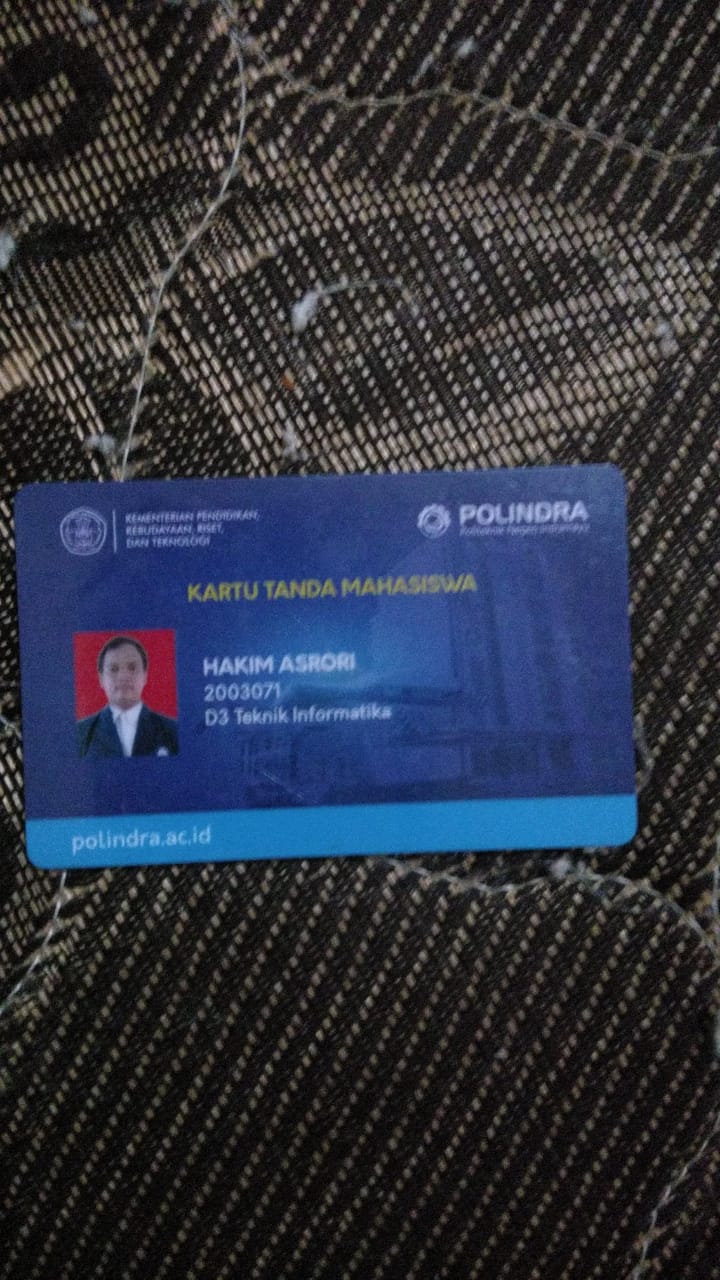 KEMENTERIAN PENDIDIKAN,
KEBUDAYAAN, RISET,
DAN TEKNOLOGI
POLINDRA
Politeknik Negeri Indramayu
KARTU TANDA MAHASISWA
HAKIM ASRORI
2003071
D3 Teknik Informatika
polindra.ac.id